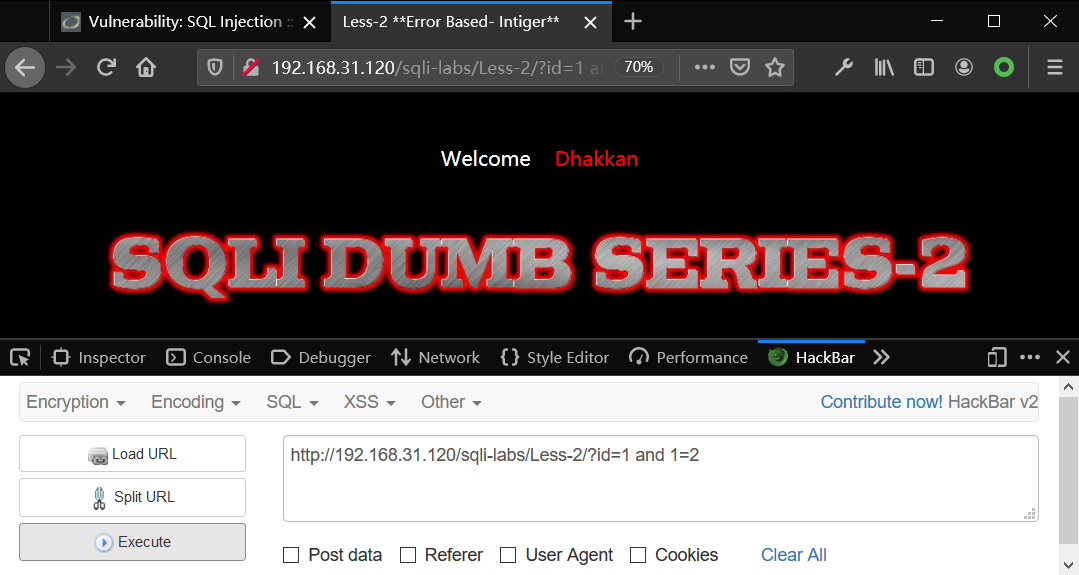 Vulnerability: SQL Injection :
Less-2 **Error Based- Intiger**
192.168.31.120/sqli-labs/Less-2/?id=1 a
70%
Welcome Dhakkan
SQLI DUMB SERIES-2
Inspector Console Debugger Network Style Editor Performance HackBar
Encryption Encoding SQL XSS Other Contribute now! HackBar v2
Load URL
http://192.168.31.120/sqli-labs/Less-2/?id=1 and 1=2
Split URL
Execute
Post data Referer User Agent Cookies Clear All